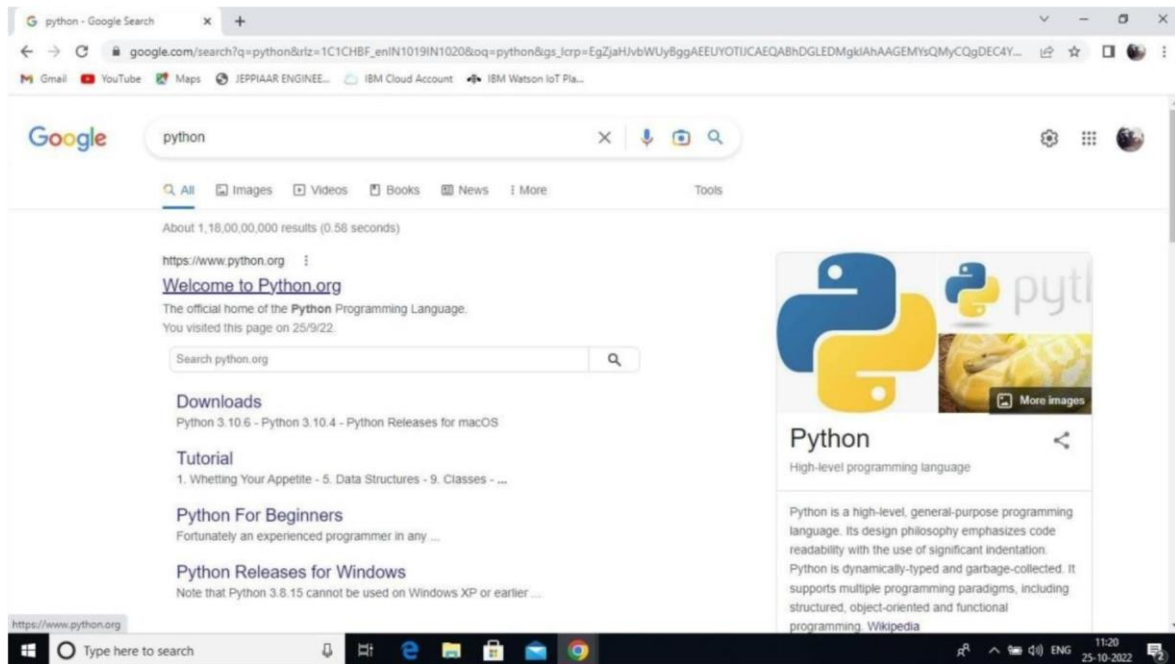 python - Google Search
google.com/search?q=python&rlz=1C1CHBF_enIN1019IN1020&oq=python&gs_lcrp=EgZjaHJvbWUyBggAEEUYOTIJCAEQABhDGLEDMgkIAhAAGEMYsQMyCQgDEC4Y...
Gmail YouTube Maps JEPPIAAR ENGINEE... IBM Cloud Account IBM Watson IoT Pla...
Google python
All Images Videos Books News More Tools
About 1,18,00,00,000 results (0.58 seconds)
https://www.python.org
Welcome to Python.org
The official home of the Python Programming Language.
You visited this page on 25/9/22.
Search python.org
Downloads
Python 3.10.6 - Python 3.10.4 - Python Releases for macOS
Tutorial
1. Whetting Your Appetite - 5. Data Structures - 9. Classes - ...
Python For Beginners
Fortunately an experienced programmer in any ...
Python Releases for Windows
Note that Python 3.8.15 cannot be used on Windows XP or earlier ...
pytl
More images
Python
High-level programming language
Python is a high-level, general-purpose programming
language. Its design philosophy emphasizes code
readability with the use of significant indentation.
Python is dynamically-typed and garbage-collected. It
supports multiple programming paradigms, including
structured, object-oriented and functional
programming. Wikipedia
https://www.python.org
Type here to search
ENG
11:20
25-10-2022